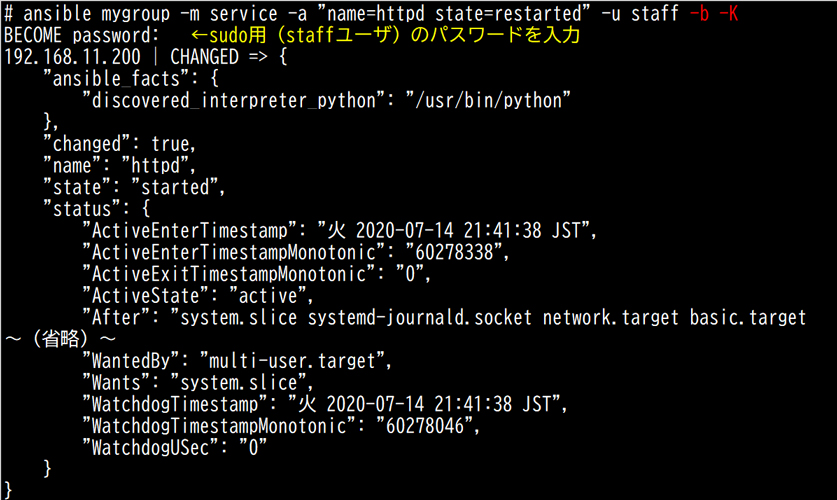 # ansible mygroup -m service -a ”name=httpd state=restarted” -u staff -b -K
BECOME password:   ←sudo用（staffユーザ）のパスワードを入力
192.168.11.200 | CHANGED => {
    ”ansible_facts”: {
        ”discovered_interpreter_python”: ”/usr/bin/python”
    },
    ”changed”: true,
    ”name”: ”httpd”,
    ”state”: ”started”,
    ”status”: {
        ”ActiveEnterTimestamp”: ”火 2020-07-14 21:41:38 JST”,
        ”ActiveEnterTimestampMonotonic”: ”60278338”,
        ”ActiveExitTimestampMonotonic”: ”0”,
        ”ActiveState”: ”active”,
        ”After”: ”system.slice systemd-journald.socket network.target basic.target
～（省略）～
        ”WantedBy”: ”multi-user.target”,
        ”Wants”: ”system.slice”,
        ”WatchdogTimestamp”: ”火 2020-07-14 21:41:38 JST”,
        ”WatchdogTimestampMonotonic”: ”60278046”,
        ”WatchdogUSec”: ”0”
    }
}